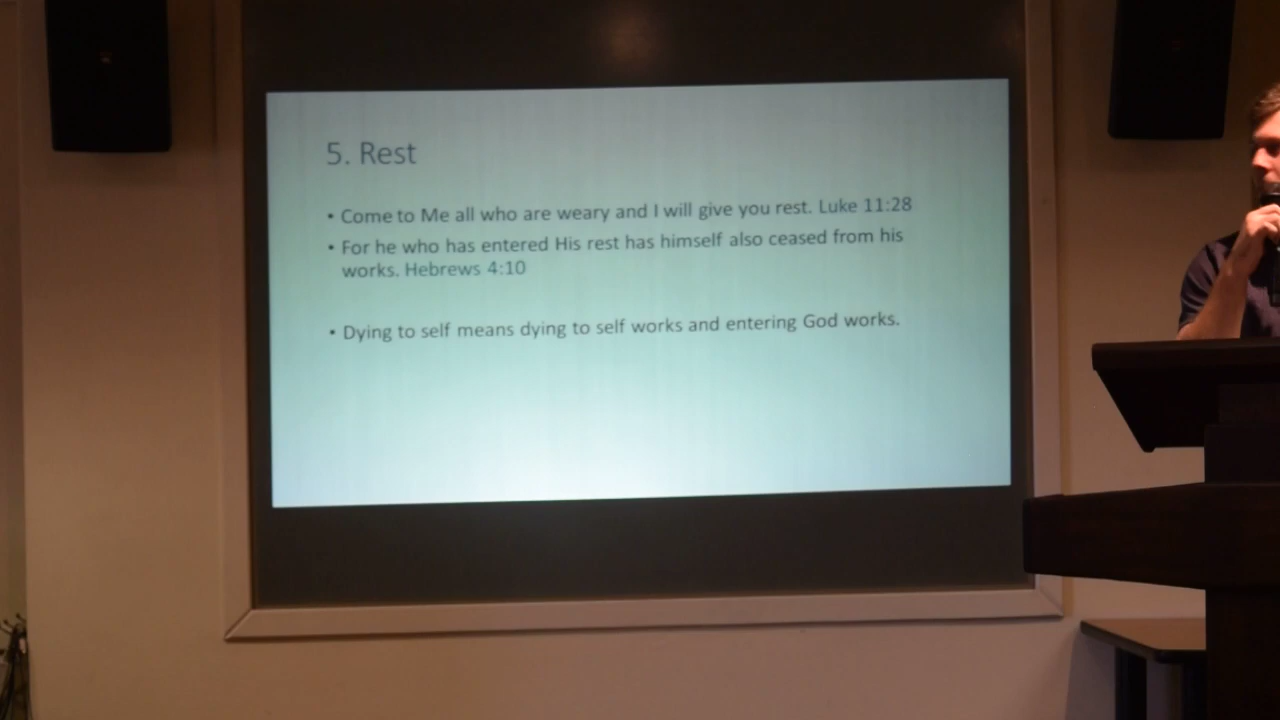 5. Rest
• Come to Me all who are weary and I will give you rest. Luke 11:28
• For he who has entered His rest has himself also ceased from his
works. Hebrews 4:10
• Dying to self means dying to self works and entering God works.